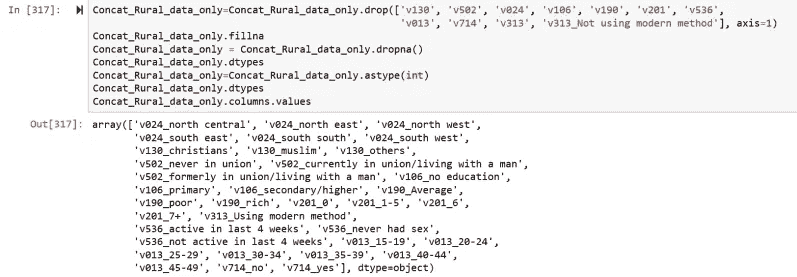 In [317]: Concat_Rural_data_only=Concat_Rural_data_only.drop(['v130', 'v502', 'v024', 'v106', 'v190', 'v201', 'v536',
'v013', 'v714', 'v313', 'v313_Not using modern method'], axis=1)
Concat_Rural_data_only.fillna
Concat_Rural_data_only = Concat_Rural_data_only.dropna()
Concat_Rural_data_only.dtypes
Concat_Rural_data_only=Concat_Rural_data_only.astype(int)
Concat_Rural_data_only.dtypes
Concat_Rural_data_only.columns.values
Out[317]: array(['v024_north central', 'v024_north east', 'v024_north west',
'v024_south east', 'v024_south south', 'v024_south west',
'v130_christians', 'v130_muslim', 'v130_others',
'v502_never in union', 'v502_currently in union/living with a man',
'v502_formerly in union/living with a man', 'v106_no education',
'v106_primary', 'v106_secondary/higher', 'v190_Average',
'v190_poor', 'v190_rich', 'v201_0', 'v201_1-5', 'v201_6',
'v201_7+', 'v313_Using modern method',
'v536_active in last 4 weeks', 'v536_never had sex',
'v536_not active in last 4 weeks', 'v013_15-19', 'v013_20-24',
'v013_25-29', 'v013_30-34', 'v013_35-39', 'v013_40-44',
'v013_45-49', 'v714_no', 'v714_yes'], dtype=object)